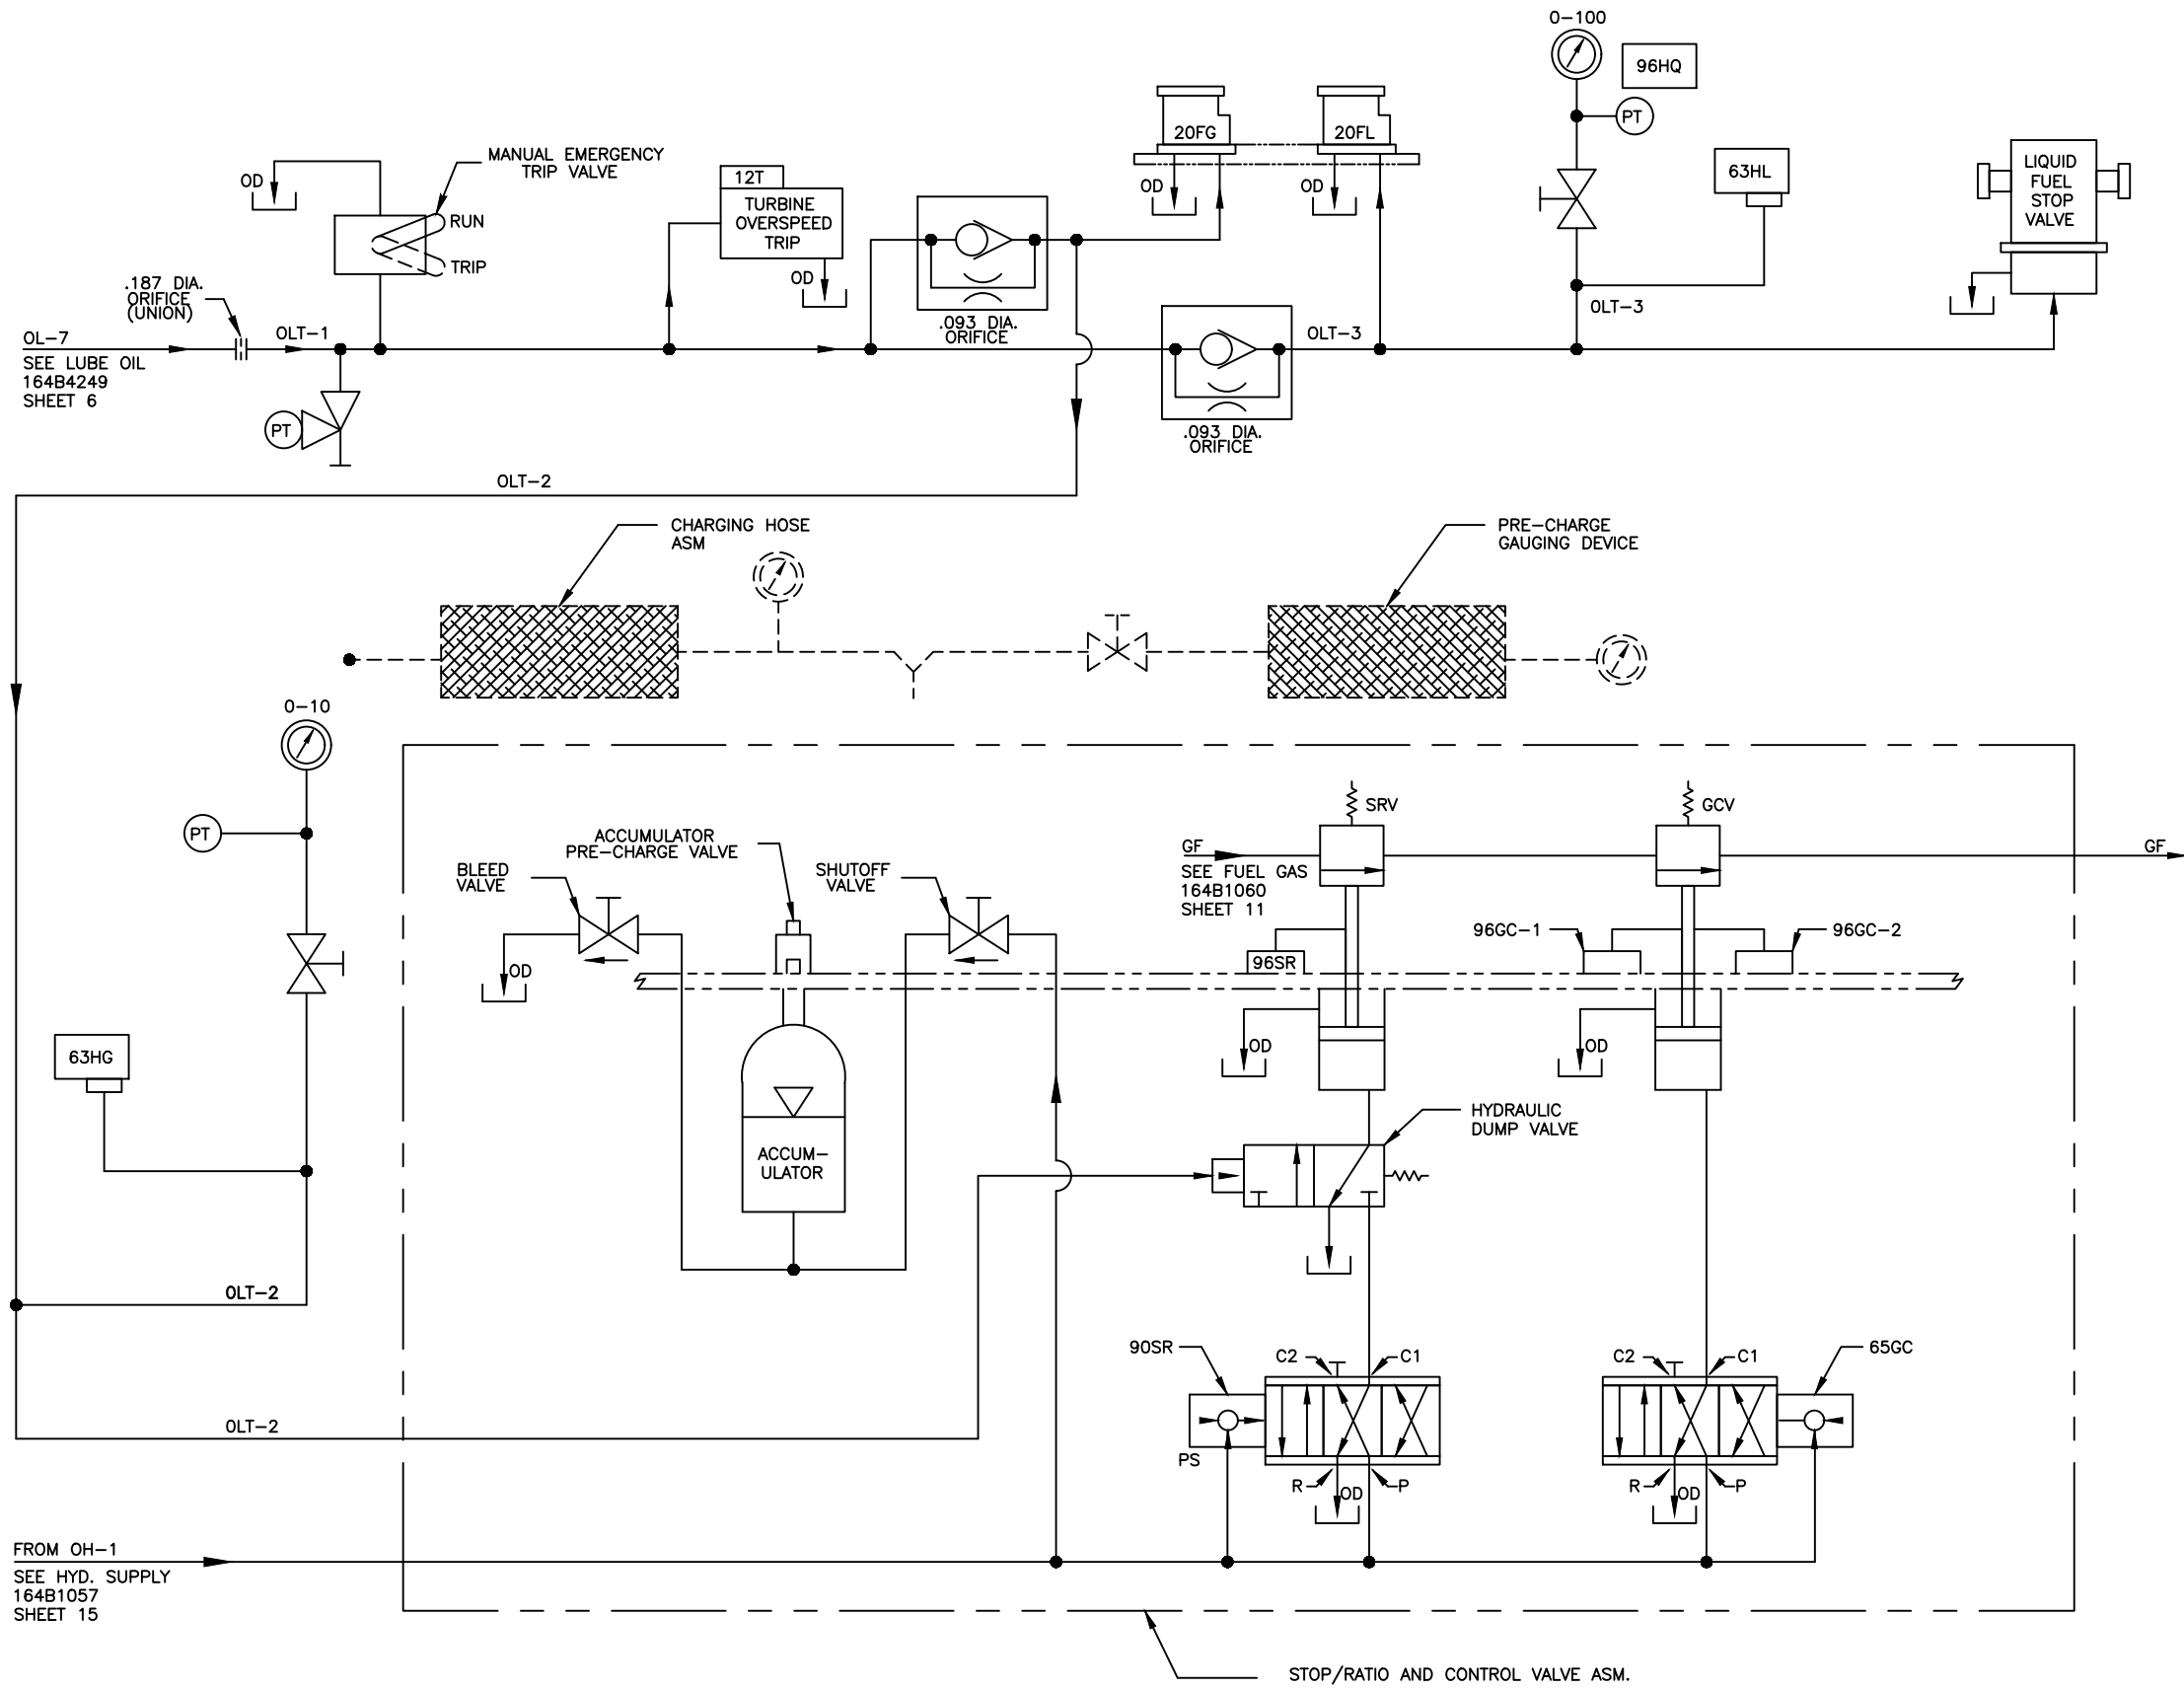 0-100
96HQ
PT
20FG
20FL
MANUAL EMERGENCY
TRIP VALVE
OD
RUN
TRIP
12T
TURBINE
OVERSPEED
TRIP
OD
OD
OD
63HL
LIQUID
FUEL
STOP
VALVE
.187 DIA.
ORIFICE
(UNION)
OLT-1
OL-7
SEE LUBE OIL
164B4249
SHEET 6
PT
.093 DIA.
ORIFICE
OLT-3
OLT-3
.093 DIA.
ORIFICE
OLT-2
CHARGING HOSE
ASM
PRE-CHARGE
GAUGING DEVICE
0-10
PT
63HG
OLT-2
OLT-2
BLEED
VALVE
ACCUMULATOR
PRE-CHARGE VALVE
SHUTOFF
VALVE
OD
ACCUM-
ULATOR
SRV
GCV
GF
SEE FUEL GAS
164B1060
SHEET 11
GF
96SR
96GC-1
96GC-2
OD
OD
HYDRAULIC
DUMP VALVE
90SR
C2
C1
PS
R
P
OD
C2
C1
65GC
R
P
OD
FROM OH-1
SEE HYD. SUPPLY
164B1057
SHEET 15
STOP/RATIO AND CONTROL VALVE ASM.